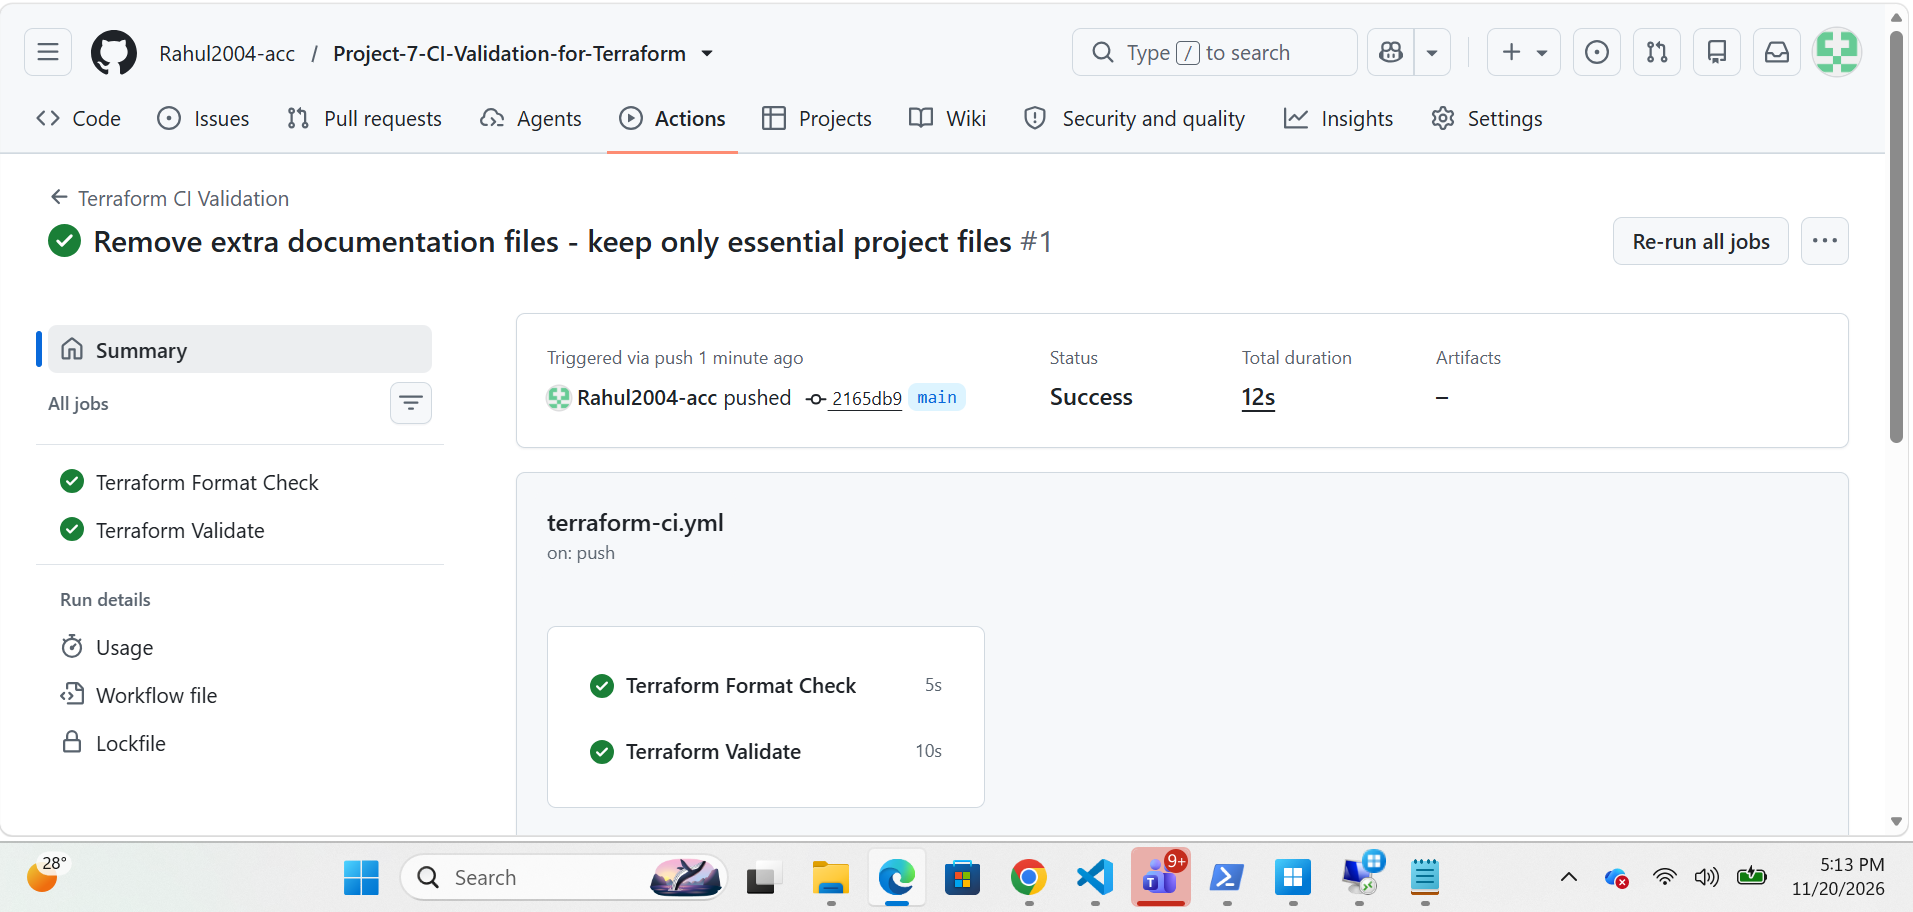 Rahul2004-acc / Project-7-CI-Validation-for-Terraform
Type / to search
Code Issues Pull requests Agents Actions Projects Wiki Security and quality Insights Settings
Terraform CI Validation
Remove extra documentation files - keep only essential project files #1
Re-run all jobs
Summary
All jobs
Terraform Format Check
Terraform Validate
Run details
Usage
Workflow file
Lockfile
Triggered via push 1 minute ago
Rahul2004-acc pushed 2165db9 main
Status
Success
Total duration
12s
Artifacts
–
terraform-ci.yml
on: push
Terraform Format Check 5s
Terraform Validate 10s
28°
Search
9+
T
5:13 PM
11/20/2026